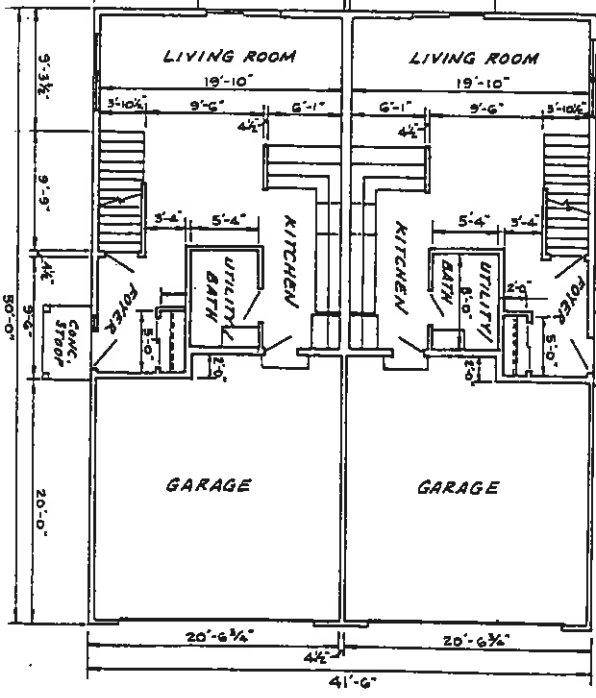 LIVING ROOM
LIVING ROOM
19'-10"
19'-10"
3'-10½"
9'-6"
6'-1"
6'-1"
9'-6"
3'-10½"
4½"
4½"
9'-3½"
9'-9"
4½"
9'-6"
50'-0"
20'-0"
3'-4"
5'-4"
5'-4"
3'-4"
KITCHEN
KITCHEN
UTILITY/
BATH
UTILITY/
BATH
8'-0"
2'-0"
FOYER
FOYER
CONC.
STOOP
5'-0"
5'-0"
2'-0"
2'-0"
GARAGE
GARAGE
20'-6¾"
20'-6¾"
4½"
41'-6"